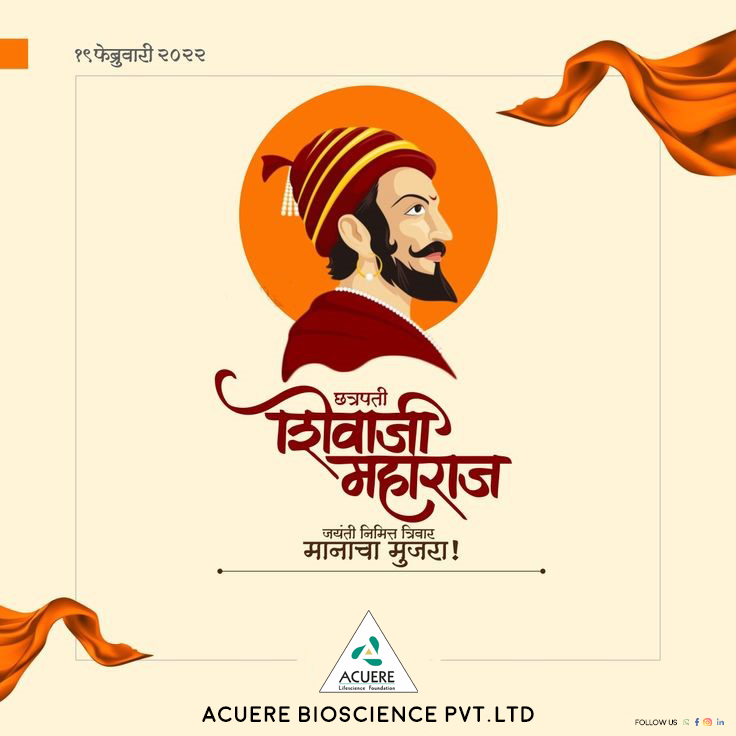 १९ फेब्रुवारी २०२२
छत्रपती
शिवाजी
महाराज
जयंती निमित्त त्रिवार
मानाचा मुजरा!
ACUERE
Lifescience Foundation
ACUERE BIOSCIENCE PVT.LTD
FOLLOW US